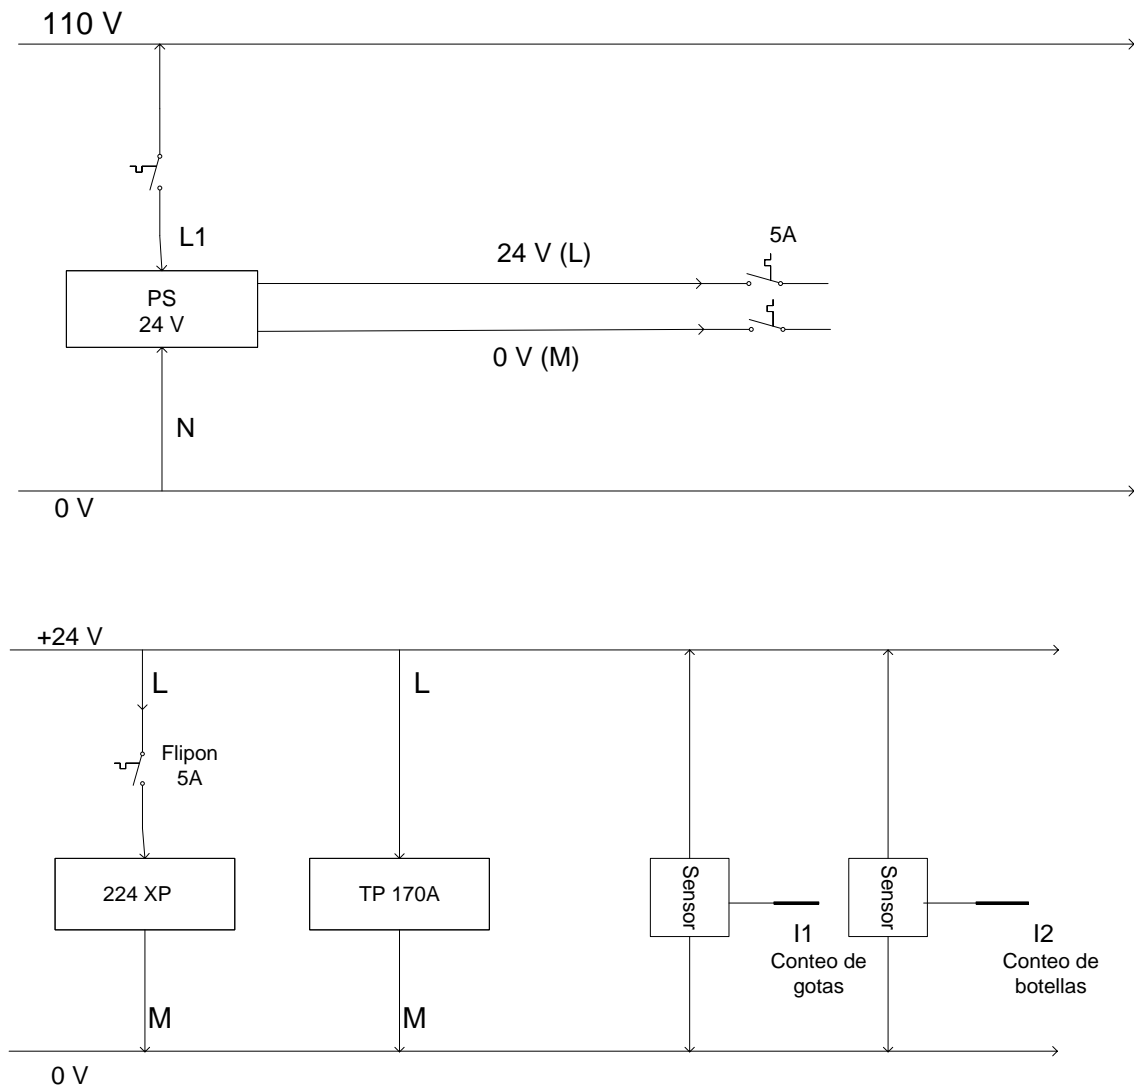 110 V
L1
24 V (L)
5A
PS
24 V
0 V (M)
N
0 V
+24 V
L
L
Flipon
5A
224 XP
TP 170A
Sensor
Sensor
I1
I2
Conteo de
gotas
Conteo de
botellas
M
M
0 V